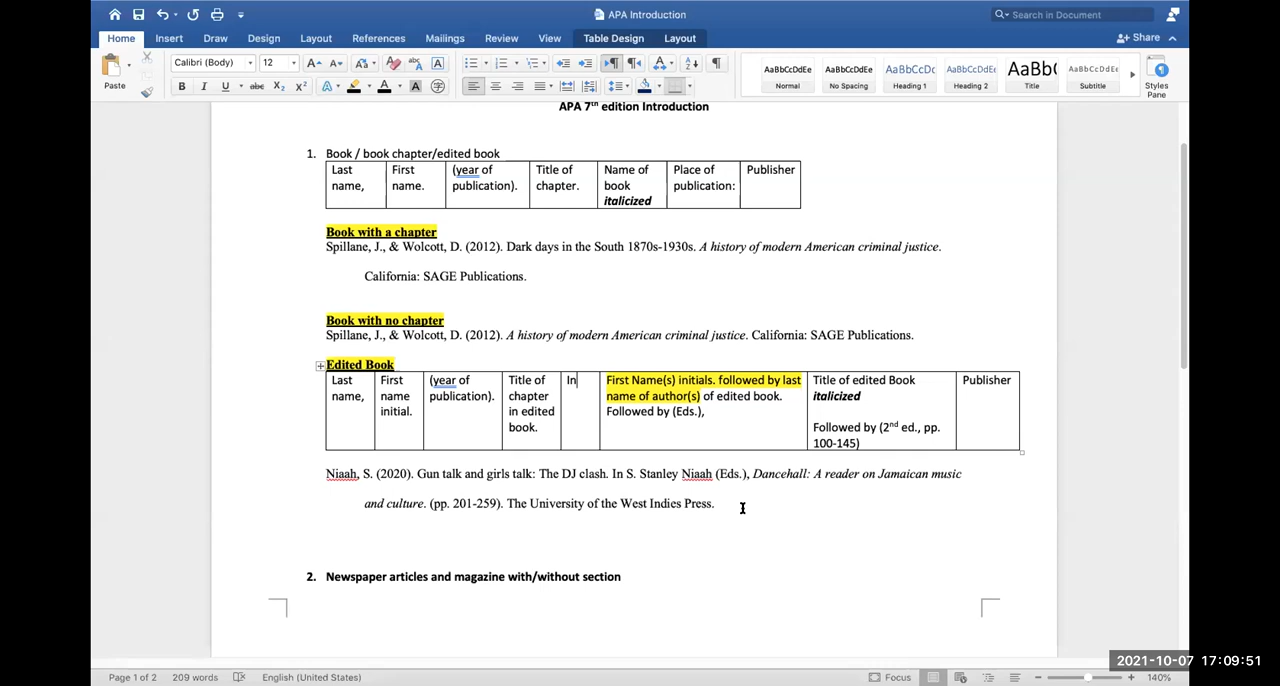 APA Introduction
Search in Document
Home Insert Draw Design Layout References Mailings Review View Table Design Layout
Share
Paste
Calibri (Body) 12
AaBbCcDdEe AaBbCcDdEe AaBbCcDc AaBbCcDdEe AaBb( AaBbCcDdEe
Normal No Spacing Heading 1 Heading 2 Title Subtitle
Styles Pane
APA 7th edition Introduction
1. Book / book chapter/edited book
Last name,
First name.
(year of publication).
Title of chapter.
Name of book italicized
Place of publication:
Publisher
Book with a chapter
Spillane, J., & Wolcott, D. (2012). Dark days in the South 1870s-1930s. A history of modern American criminal justice.
California: SAGE Publications.
Book with no chapter
Spillane, J., & Wolcott, D. (2012). A history of modern American criminal justice. California: SAGE Publications.
Edited Book
Last name,
First name initial.
(year of publication).
Title of chapter in edited book.
In
First Name(s) initials. followed by last
name of author(s) of edited book.
Followed by (Eds.),
Title of edited Book
italicized
Followed by (2nd ed., pp.
100-145)
Publisher
Niaah, S. (2020). Gun talk and girls talk: The DJ clash. In S. Stanley Niaah (Eds.), Dancehall: A reader on Jamaican music
and culture. (pp. 201-259). The University of the West Indies Press.
2. Newspaper articles and magazine with/without section
2021-10-07 17:09:51
Page 1 of 2 209 words English (United States) Focus 140%